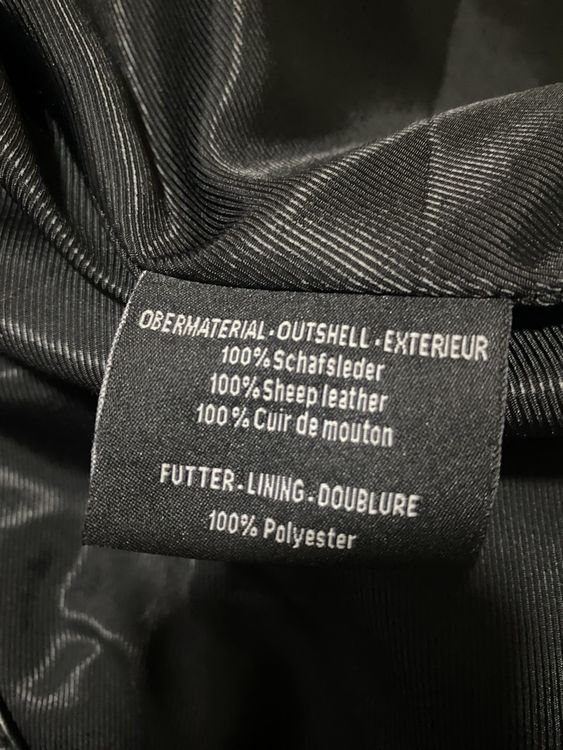 OBERMATERIAL-OUTSHELL-EXTERIEUR
100% Schafsleder
100% Sheep leather
100% Cuir de mouton
FUTTER-LINING-DOUBLURE
100% Polyester